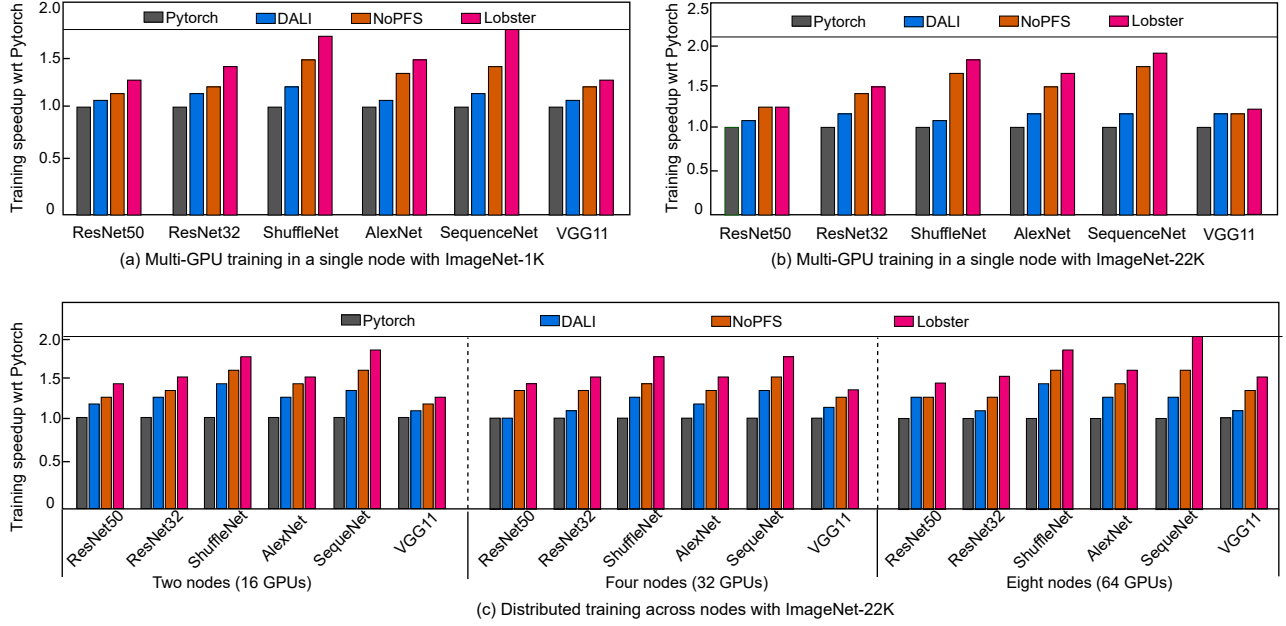 Training speedup wrt Pytorch
2.0
1.5
1.0
0.5
0
Pytorch DALI NoPFS Lobster
ResNet50 ResNet32 ShuffleNet AlexNet SequenceNet VGG11
(a) Multi-GPU training in a single node with ImageNet-1K
Training speedup wrt Pytorch
2.5
2.0
1.5
1.0
0.5
0
Pytorch DALI NoPFS Lobster
ResNet50 ResNet32 ShuffleNet AlexNet SequenceNet VGG11
(b) Multi-GPU training in a single node with ImageNet-22K
Training speedup wrt Pytorch
2.0
1.5
1.0
0.5
0
Pytorch DALI NoPFS Lobster
ResNet50 ResNet32 ShuffleNet AlexNet SequeNet VGG11
ResNet50 ResNet32 ShuffleNet AlexNet SequeNet VGG11
ResNet50 ResNet32 ShuffleNet AlexNet SequeNet VGG11
Two nodes (16 GPUs) Four nodes (32 GPUs) Eight nodes (64 GPUs)
(c) Distributed training across nodes with ImageNet-22K